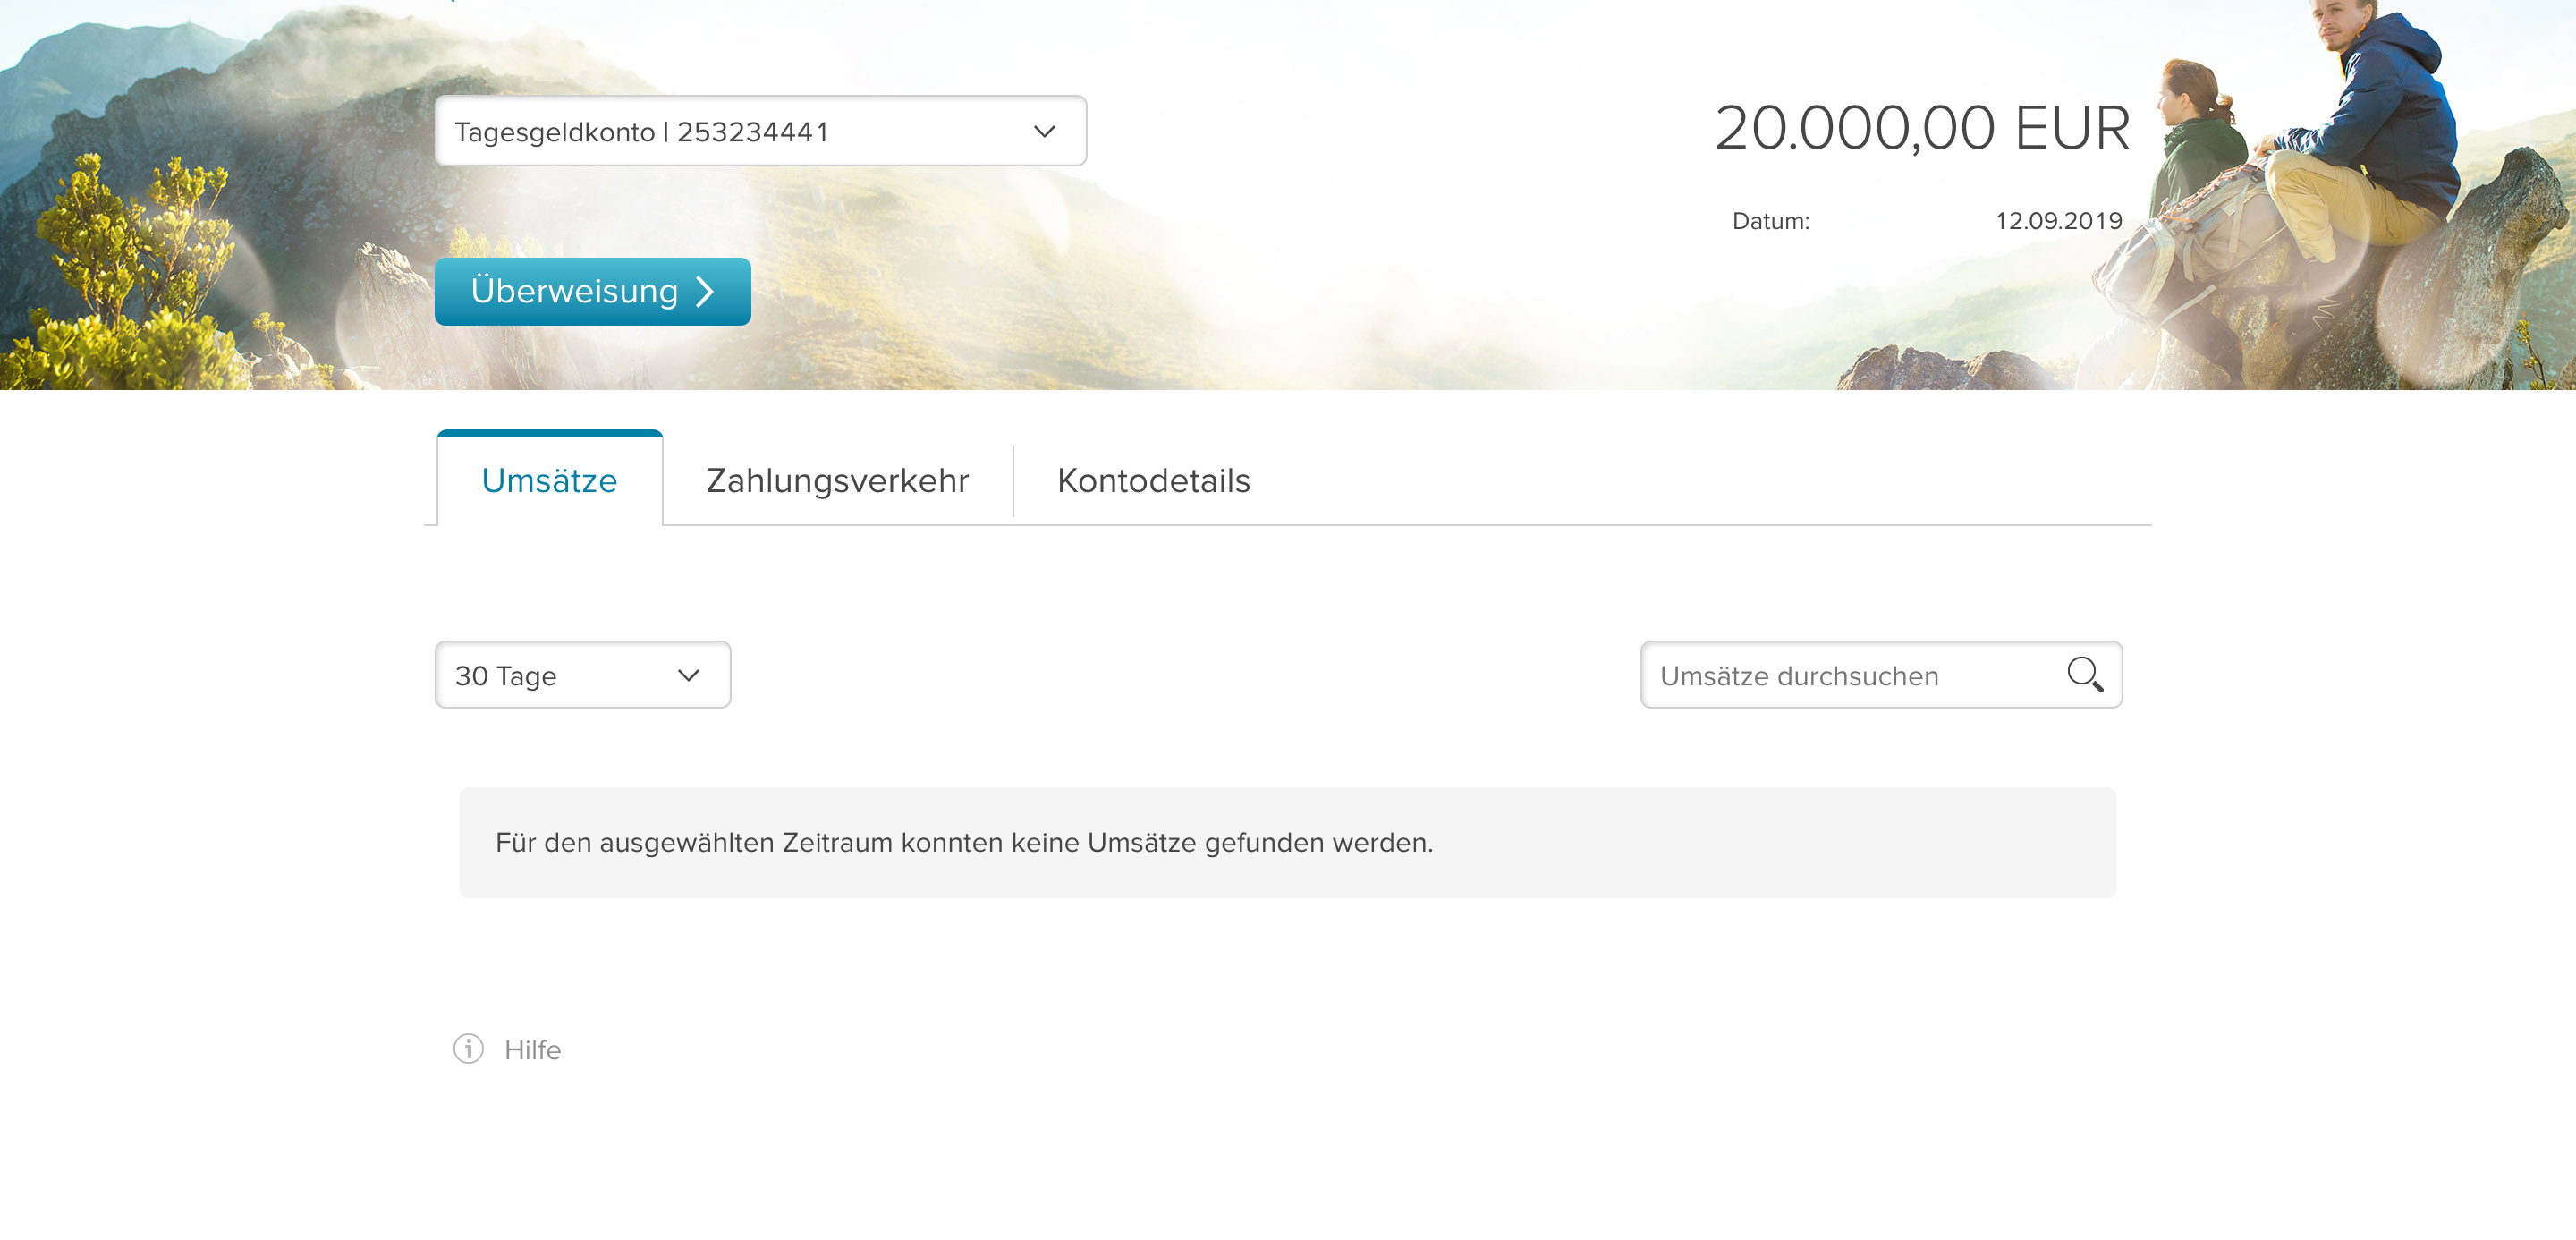 Tagesgeldkonto | 253234441
20.000,00 EUR
Datum: 12.09.2019
Überweisung
Umsätze Zahlungsverkehr Kontodetails
30 Tage
Umsätze durchsuchen
Für den ausgewählten Zeitraum konnten keine Umsätze gefunden werden.
Hilfe